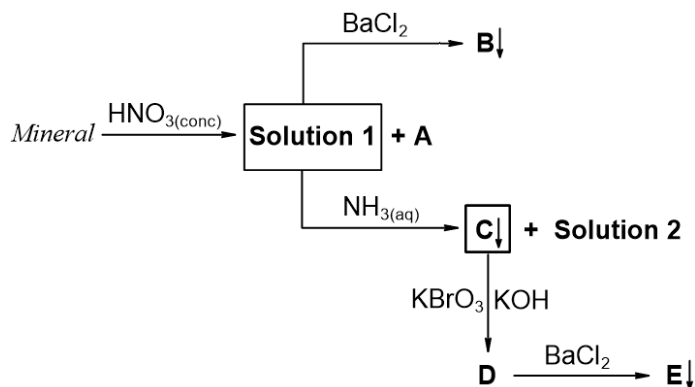 BaCl₂
B↓
Mineral
HNO₃₍conc₎
Solution 1 + A
NH₃₍aq₎
C↓ + Solution 2
KBrO₃ KOH
D
BaCl₂
E↓